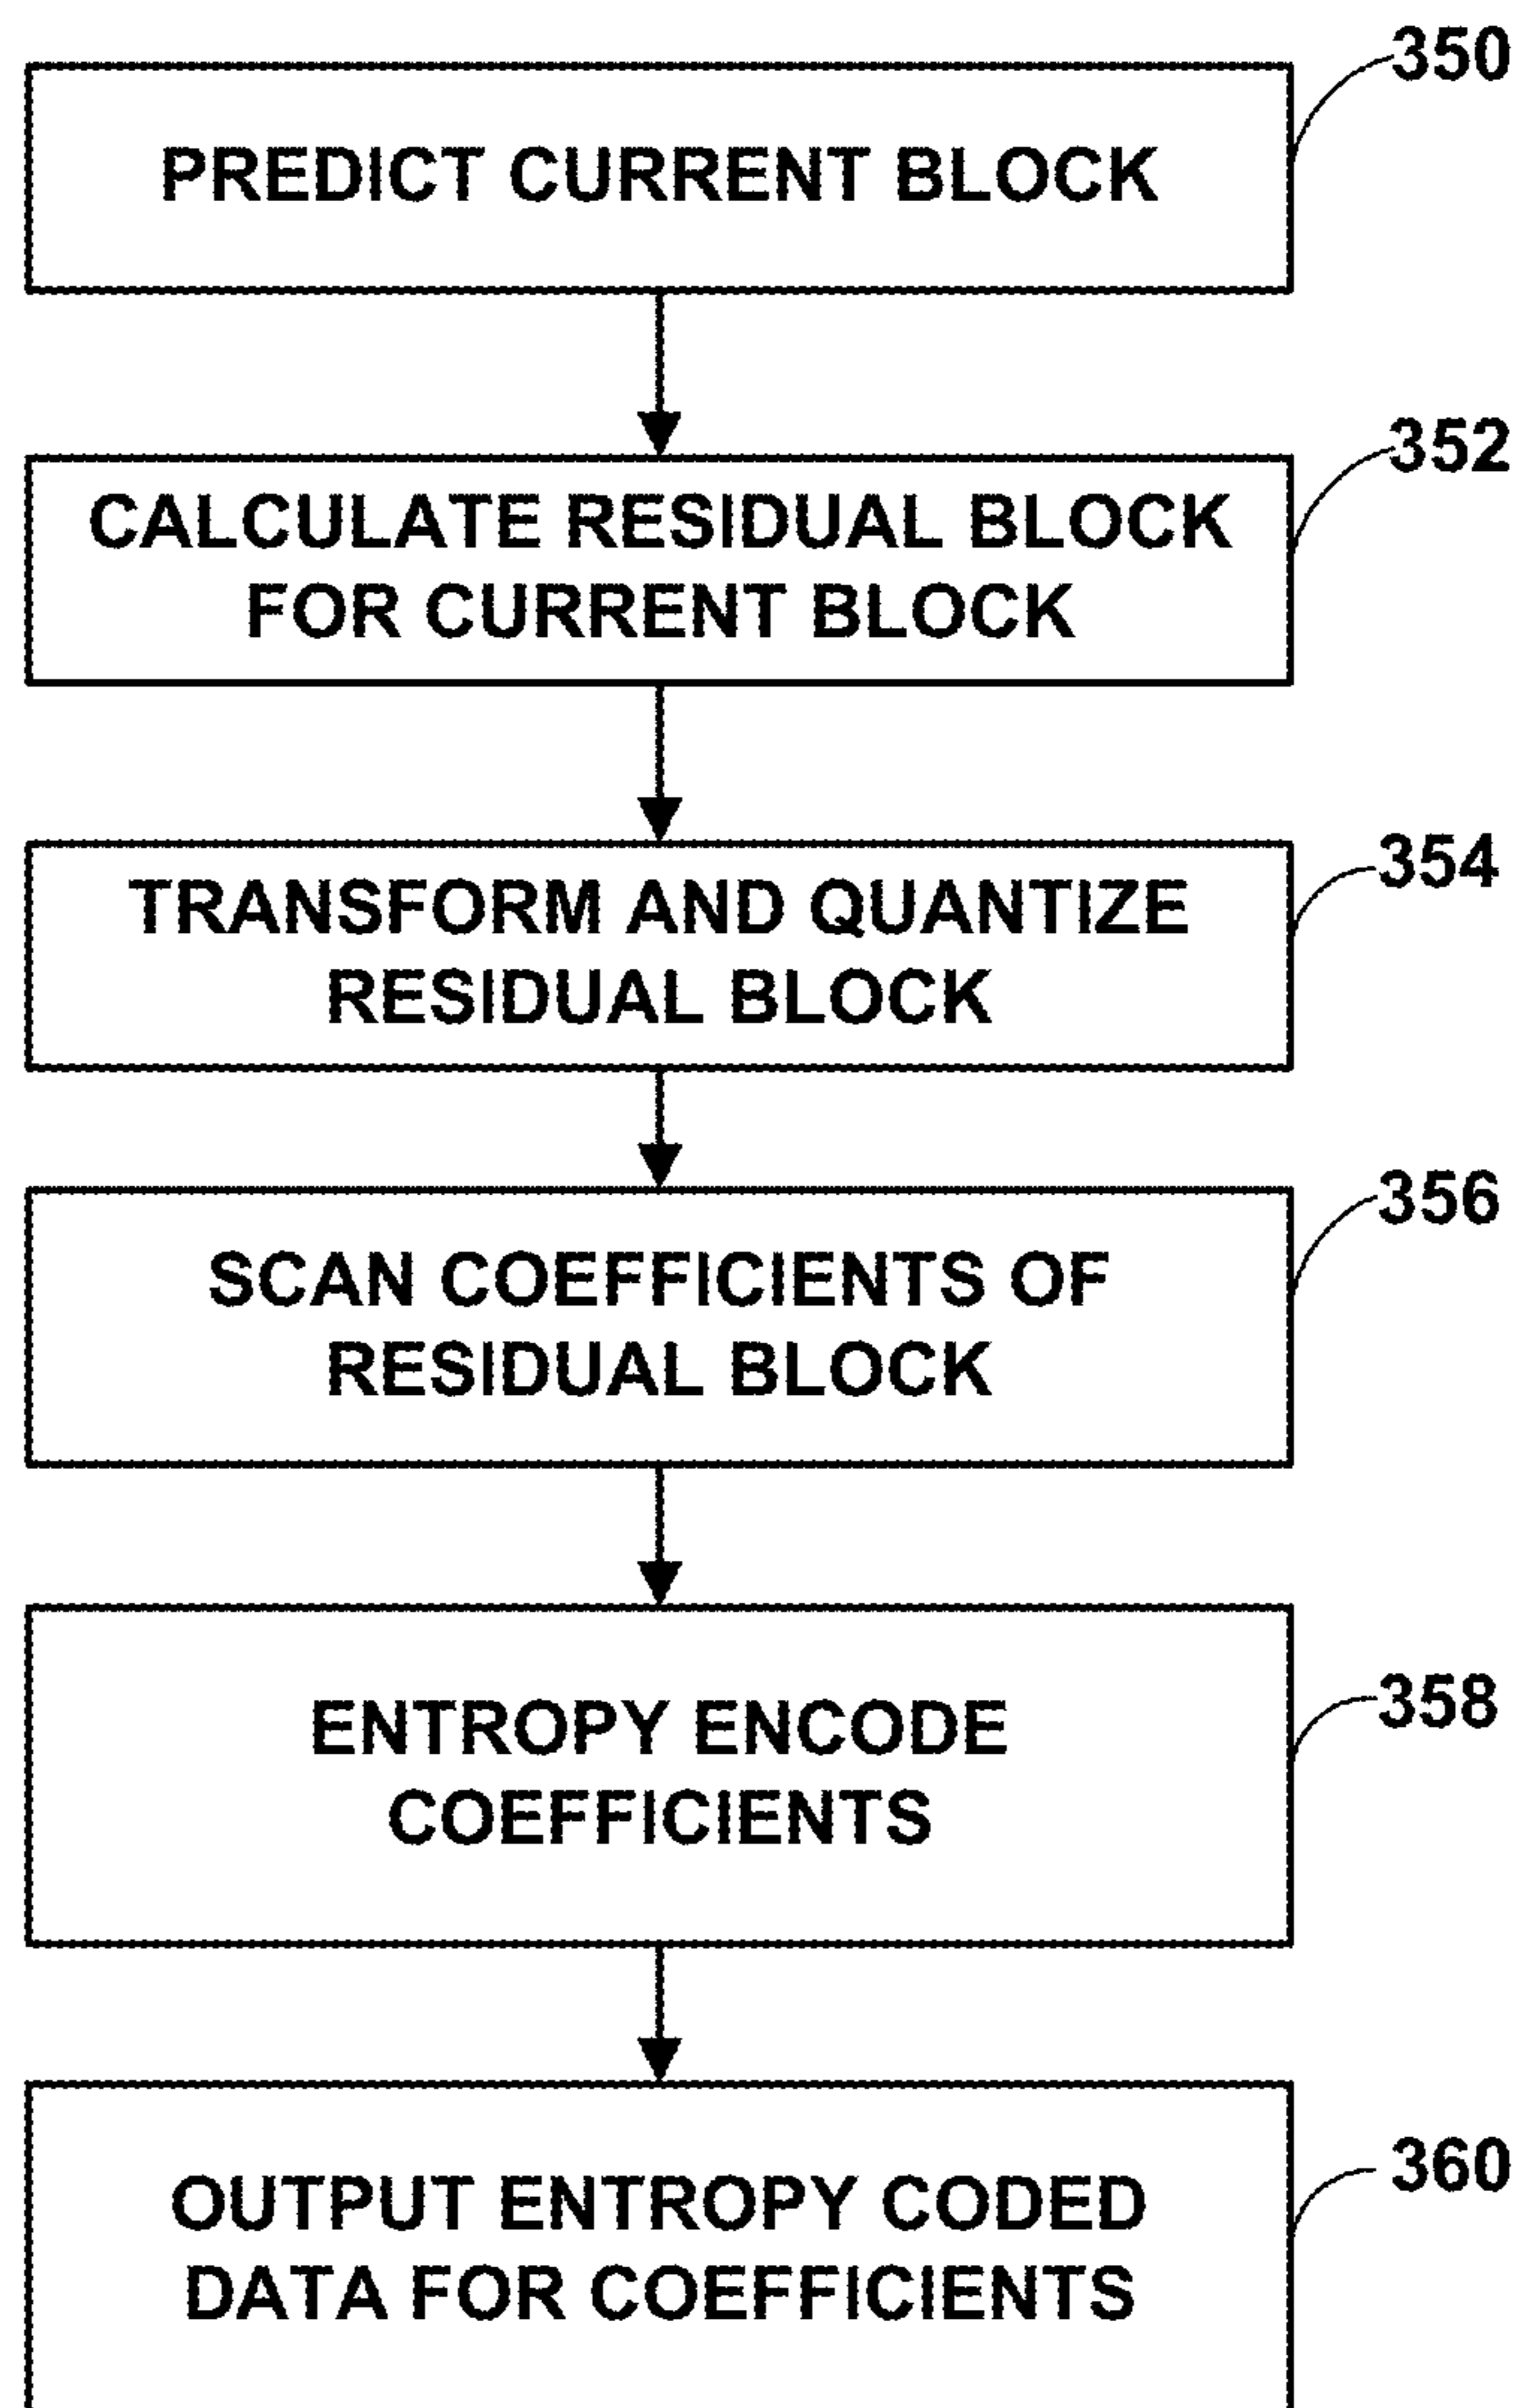 350
PREDICT CURRENT BLOCK
352
CALCULATE RESIDUAL BLOCK
FOR CURRENT BLOCK
354
TRANSFORM AND QUANTIZE
RESIDUAL BLOCK
356
SCAN COEFFICIENTS OF
RESIDUAL BLOCK
358
ENTROPY ENCODE
COEFFICIENTS
360
OUTPUT ENTROPY CODED
DATA FOR COEFFICIENTS